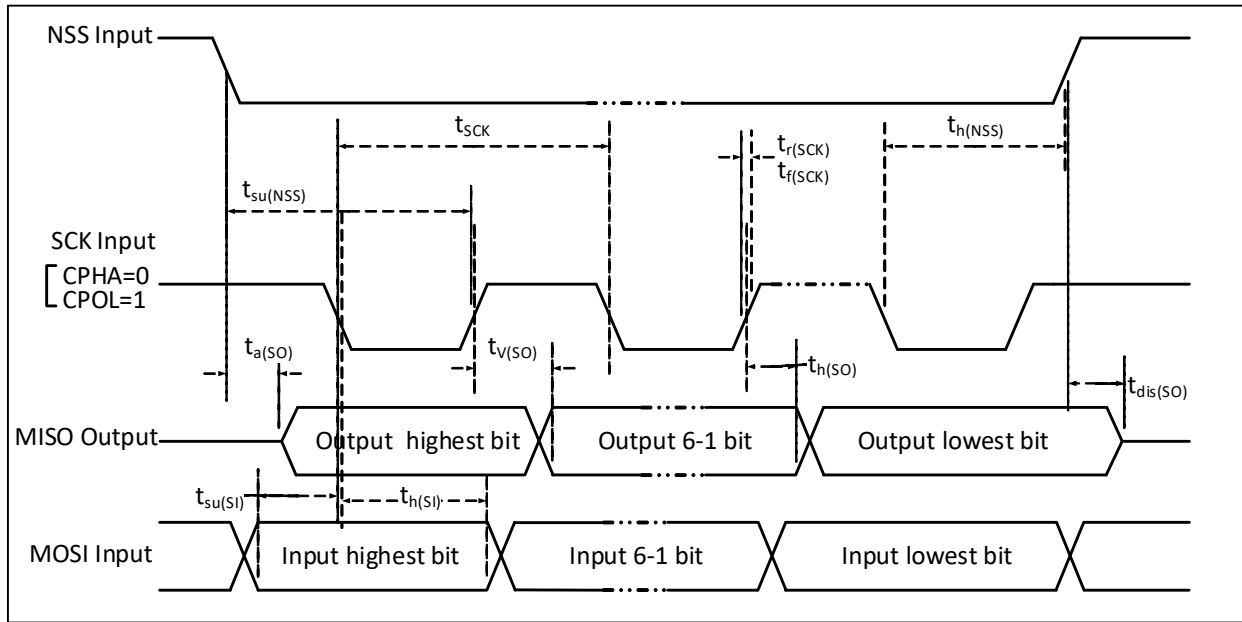 NSS Input
tSCK
tr(SCK)
tf(SCK)
th(NSS)
tsu(NSS)
SCK Input
CPHA=0
CPOL=1
ta(SO)
tV(SO)
th(SO)
tdis(SO)
MISO Output
Output highest bit
Output 6-1 bit
Output lowest bit
tsu(SI)
th(SI)
MOSI Input
Input highest bit
Input 6-1 bit
Input lowest bit